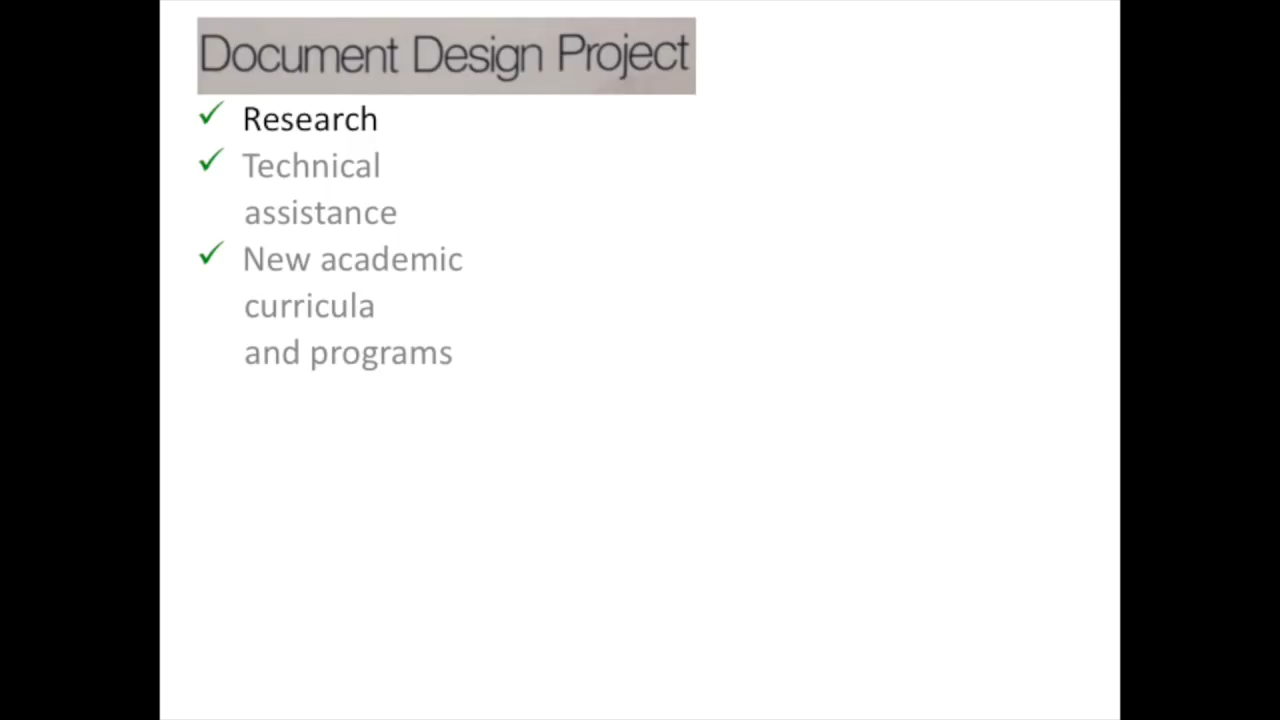 Document Design Project
✓ Research
✓ Technical
assistance
✓ New academic
curricula
and programs